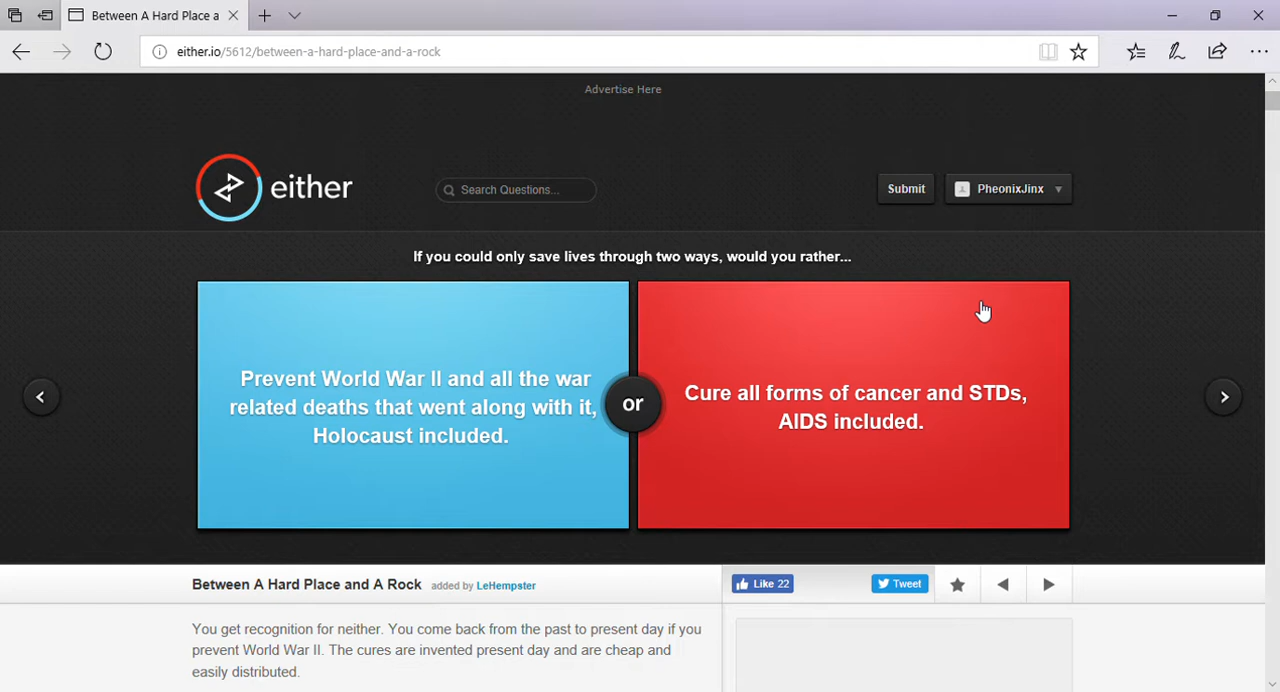 Between A Hard Place a
either.io/5612/between-a-hard-place-and-a-rock
Advertise Here
either
Search Questions...
Submit
PheonixJinx
If you could only save lives through two ways, would you rather...
Prevent World War II and all the war
related deaths that went along with it,
Holocaust included.
or
Cure all forms of cancer and STDs,
AIDS included.
Between A Hard Place and A Rock added by LeHempster
Like 22
Tweet
You get recognition for neither. You come back from the past to present day if you
prevent World War II. The cures are invented present day and are cheap and
easily distributed.